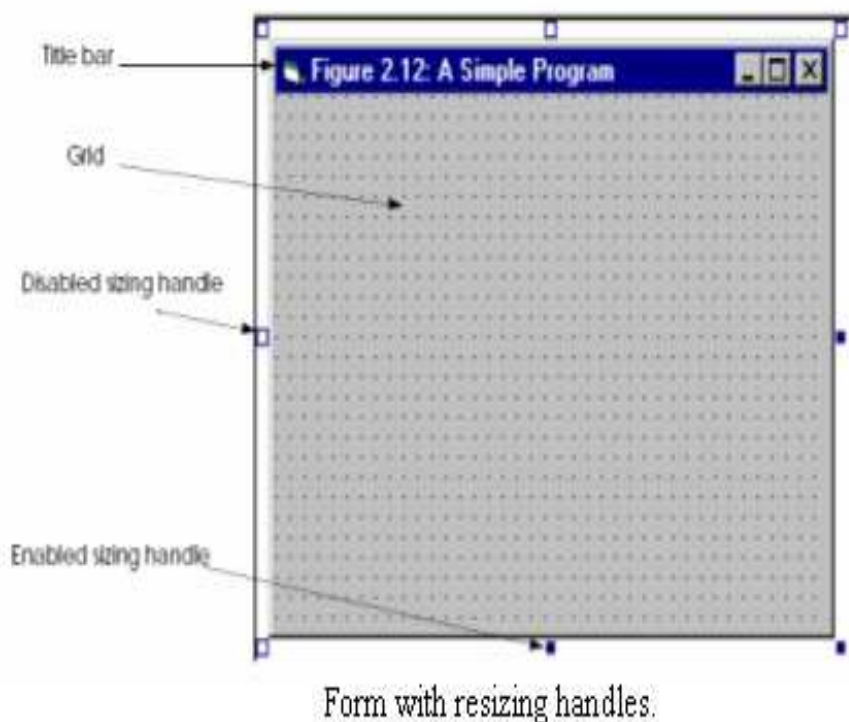 Title bar
Figure 2.12: A Simple Program
Grid
Disabled sizing handle
Enabled sizing handle
Form with resizing handles.